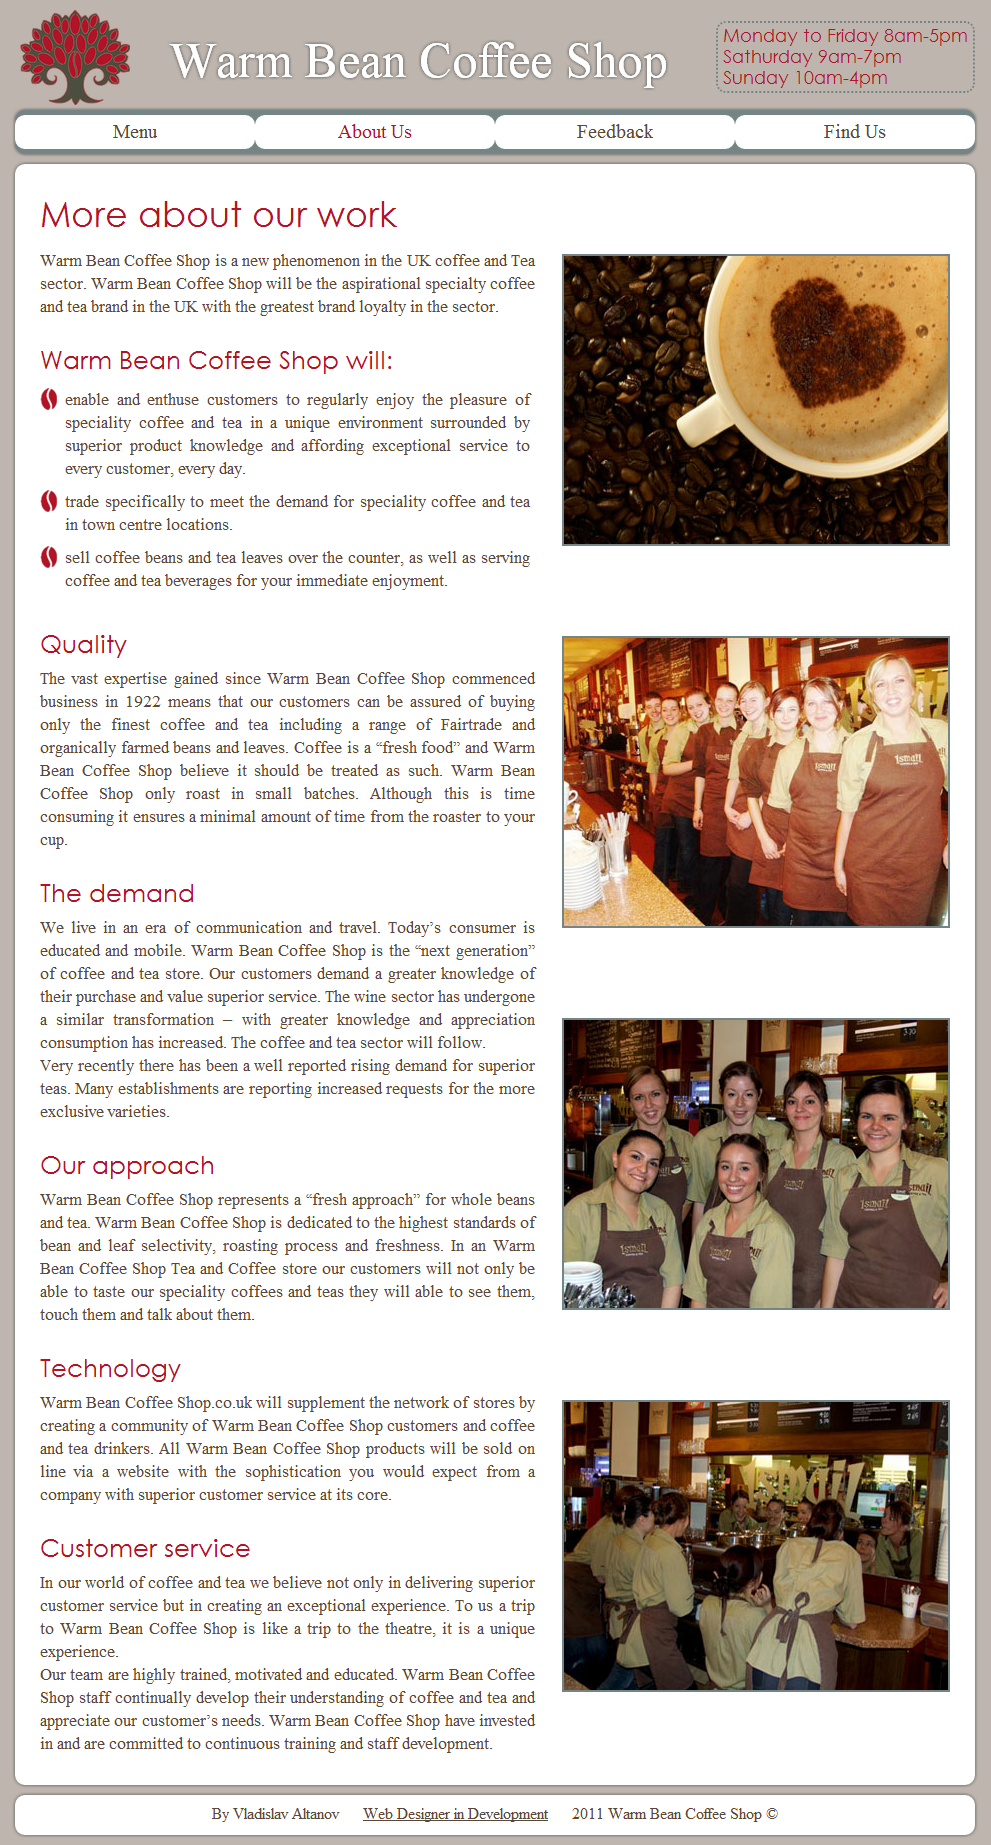 Warm Bean Coffee Shop
Monday to Friday 8am-5pm
Sathurday 9am-7pm
Sunday 10am-4pm
Menu
About Us
Feedback
Find Us
More about our work
Warm Bean Coffee Shop is a new phenomenon in the UK coffee and Tea
sector. Warm Bean Coffee Shop will be the aspirational specialty coffee
and tea brand in the UK with the greatest brand loyalty in the sector.
Warm Bean Coffee Shop will:
enable and enthuse customers to regularly enjoy the pleasure of
speciality coffee and tea in a unique environment surrounded by
superior product knowledge and affording exceptional service to
every customer, every day.
trade specifically to meet the demand for speciality coffee and tea
in town centre locations.
sell coffee beans and tea leaves over the counter, as well as serving
coffee and tea beverages for your immediate enjoyment.
Quality
The vast expertise gained since Warm Bean Coffee Shop commenced
business in 1922 means that our customers can be assured of buying
only the finest coffee and tea including a range of Fairtrade and
organically farmed beans and leaves. Coffee is a “fresh food” and Warm
Bean Coffee Shop believe it should be treated as such. Warm Bean
Coffee Shop only roast in small batches. Although this is time
consuming it ensures a minimal amount of time from the roaster to your
cup.
The demand
We live in an era of communication and travel. Today’s consumer is
educated and mobile. Warm Bean Coffee Shop is the “next generation”
of coffee and tea store. Our customers demand a greater knowledge of
their purchase and value superior service. The wine sector has undergone
a similar transformation – with greater knowledge and appreciation
consumption has increased. The coffee and tea sector will follow.
Very recently there has been a well reported rising demand for superior
teas. Many establishments are reporting increased requests for the more
exclusive varieties.
Our approach
Warm Bean Coffee Shop represents a “fresh approach” for whole beans
and tea. Warm Bean Coffee Shop is dedicated to the highest standards of
bean and leaf selectivity, roasting process and freshness. In an Warm
Bean Coffee Shop Tea and Coffee store our customers will not only be
able to taste our speciality coffees and teas they will able to see them,
touch them and talk about them.
Technology
Warm Bean Coffee Shop.co.uk will supplement the network of stores by
creating a community of Warm Bean Coffee Shop customers and coffee
and tea drinkers. All Warm Bean Coffee Shop products will be sold on
line via a website with the sophistication you would expect from a
company with superior customer service at its core.
Customer service
In our world of coffee and tea we believe not only in delivering superior
customer service but in creating an exceptional experience. To us a trip
to Warm Bean Coffee Shop is like a trip to the theatre, it is a unique
experience.
Our team are highly trained, motivated and educated. Warm Bean Coffee
Shop staff continually develop their understanding of coffee and tea and
appreciate our customer’s needs. Warm Bean Coffee Shop have invested
in and are committed to continuous training and staff development.
Ismail
Ismail
Ismail
Ismail
Ismail
By Vladislav Altanov
Web Designer in Development
2011 Warm Bean Coffee Shop ©